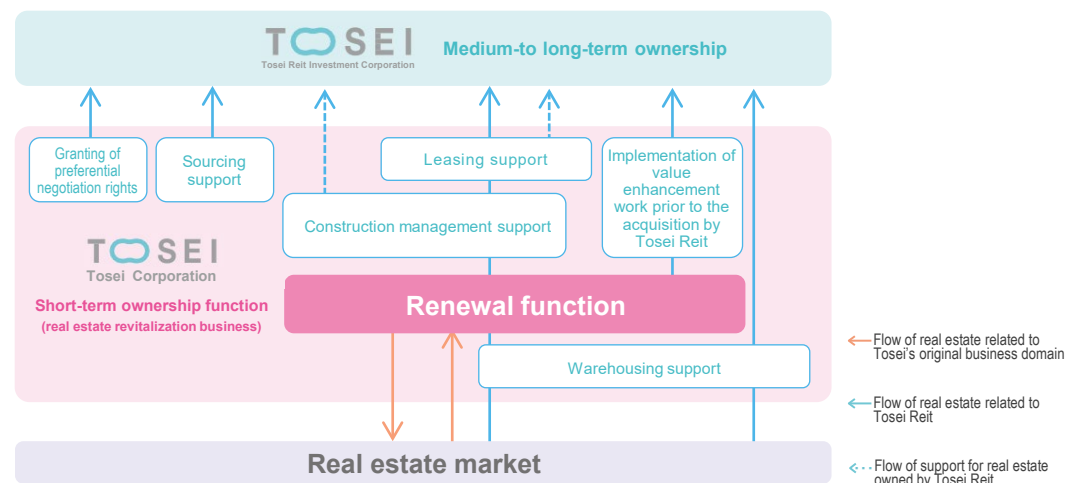 TOSEI
Tosei Reit Investment Corporation
Medium-to long-term ownership
Granting of
preferential
negotiation rights
Sourcing
support
Leasing support
Implementation of
value
enhancement
work prior to the
acquisition by
Tosei Reit
Construction management support
TOSEI
Tosei Corporation
Short-term ownership function
(real estate revitalization business)
Renewal function
Warehousing support
Real estate market
Flow of real estate related to
Tosei's original business domain
Flow of real estate related to
Tosei Reit
Flow of support for real estate
owned by Tosei Reit